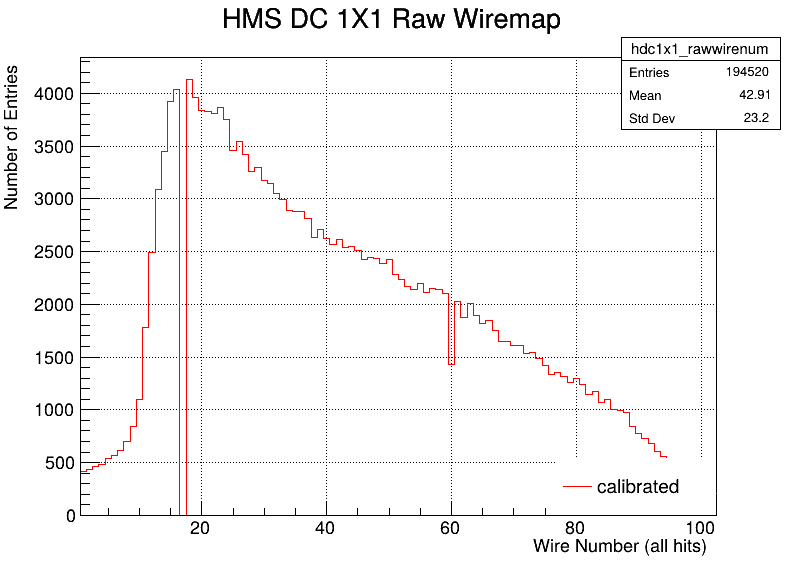 HMS DC 1X1 Raw Wiremap
hdc1x1_rawwirenum
Entries 194520
Mean 42.91
Std Dev 23.2
Number of Entries
4000
3500
3000
2500
2000
1500
1000
500
0
20 40 60 80 100
calibrated
Wire Number (all hits)